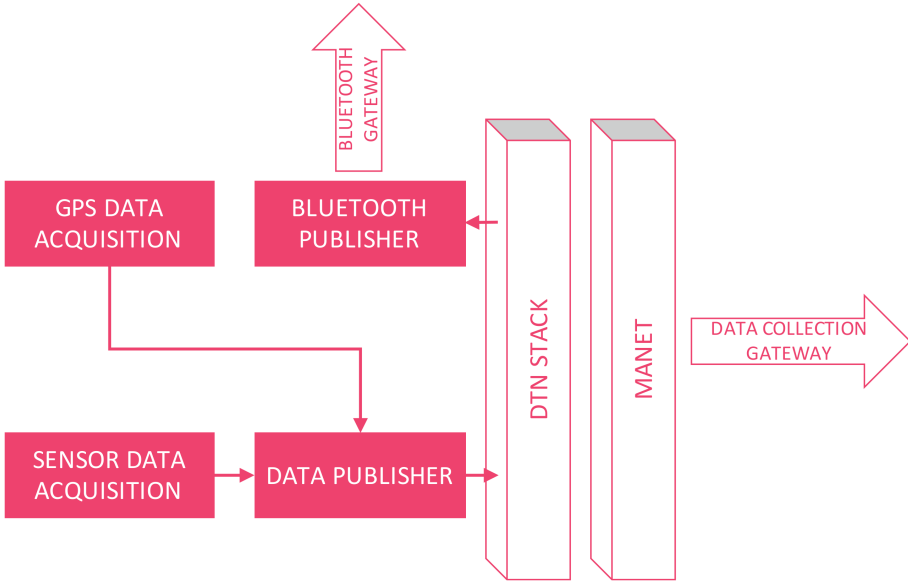 BLUETOOTH
GATEWAY
GPS DATA
ACQUISITION
BLUETOOTH
PUBLISHER
DTN STACK
MANET
DATA COLLECTION
GATEWAY
SENSOR DATA
ACQUISITION
DATA PUBLISHER